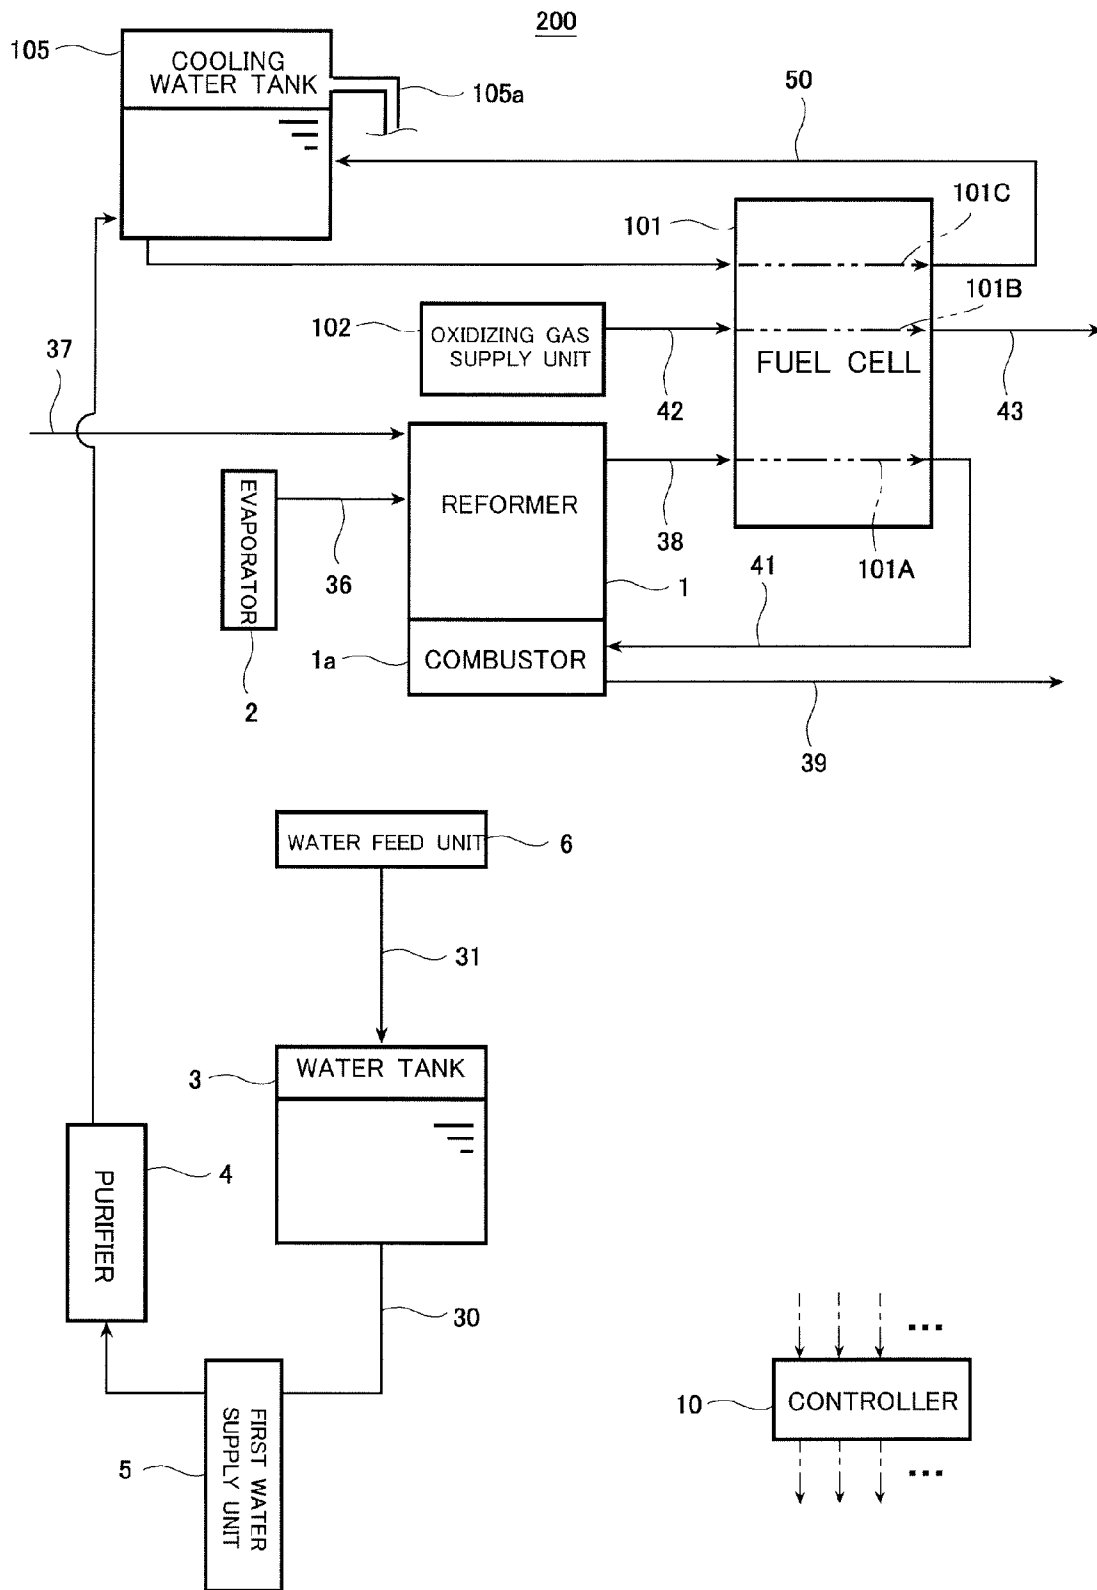 200
105
COOLING
WATER TANK
105a
50
101C
101
101B
102
OXIDIZING GAS
SUPPLY UNIT
FUEL CELL
37
42
43
EVAPORATOR
REFORMER
36
38
101A
41
1
1a
COMBUSTOR
2
39
WATER FEED UNIT
6
31
WATER TANK
3
PURIFIER
4
30
FIRST WATER
SUPPLY UNIT
5
...
10
CONTROLLER
...